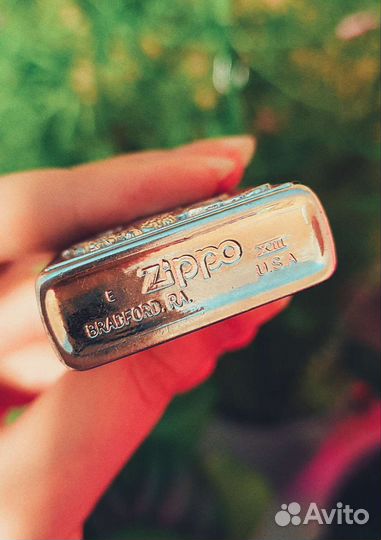 E zippo XIII
BRADFORD, PA. U.S.A
Avito